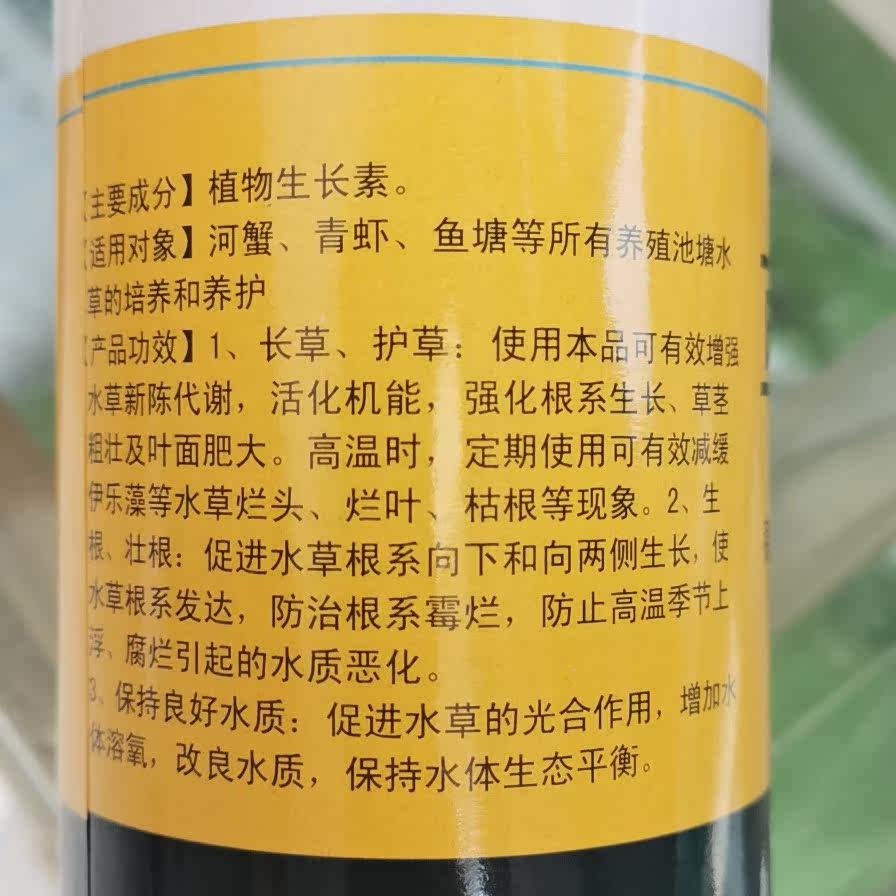 【主要成分】植物生长素。
【适用对象】河蟹、青虾、鱼塘等所有养殖池塘水
草的培养和养护
【产品功效】1、长草、护草：使用本品可有效增强
水草新陈代谢，活化机能，强化根系生长、草茎
粗壮及叶面肥大。高温时，定期使用可有效减缓
伊乐藻等水草烂头、烂叶、枯根等现象。2、生
根、壮根：促进水草根系向下和向两侧生长，使
水草根系发达，防治根系霉烂，防止高温季节上
浮、腐烂引起的水质恶化。
3、保持良好水质：促进水草的光合作用，增加水
体溶氧，改良水质，保持水体生态平衡。